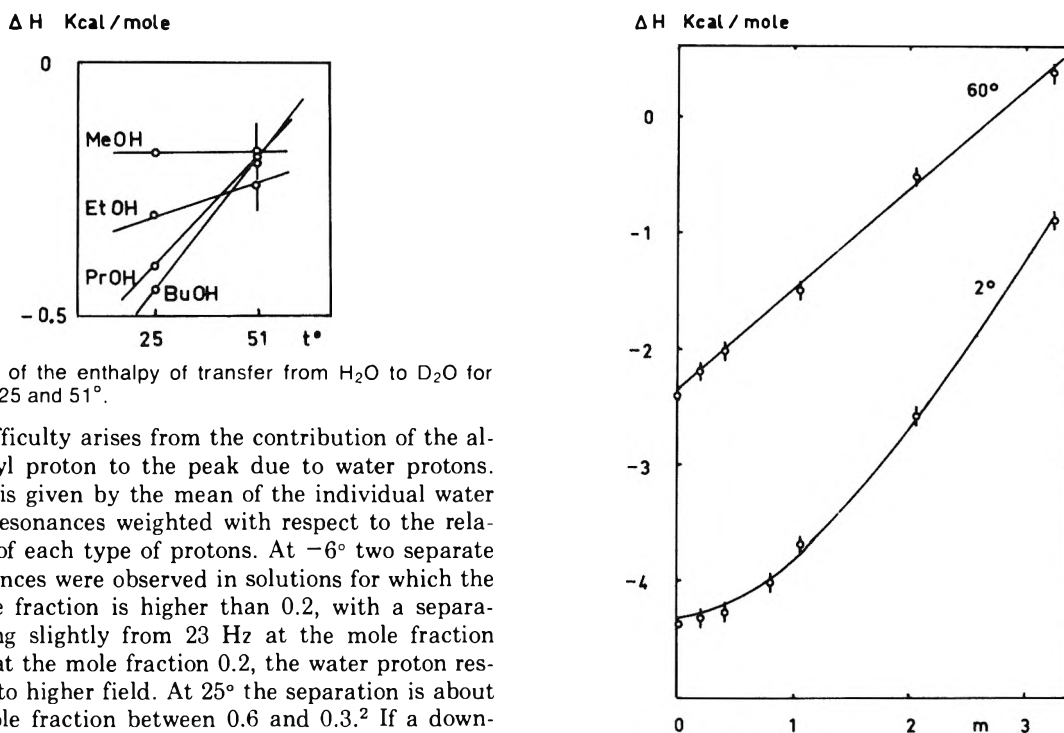 Δ H Kcal / mole
0
MeOH
EtOH
PrOH
BuOH
- 0.5
25 51 t°
of the enthalpy of transfer from H₂O to D₂O for
25 and 51°.
fficulty arises from the contribution of the al-
yl proton to the peak due to water protons.
is given by the mean of the individual water
esonances weighted with respect to the rela-
of each type of protons. At −6° two separate
nces were observed in solutions for which the
e fraction is higher than 0.2, with a separa-
ng slightly from 23 Hz at the mole fraction
at the mole fraction 0.2, the water proton res-
to higher field. At 25° the separation is about
ole fraction between 0.6 and 0.3.²  If a down-
Δ H Kcal / mole
60°
0
-1
2°
-2
-3
-4
0 1 2 m 3